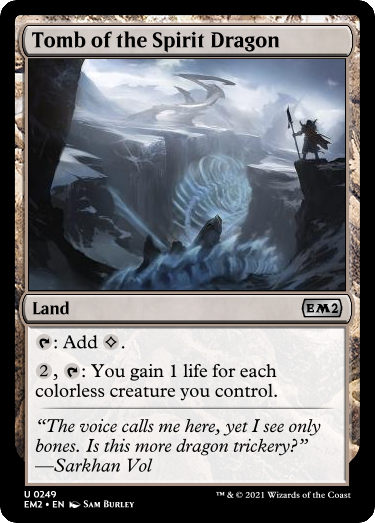 Tomb of the Spirit Dragon
Land
EM2
: Add .
2, : You gain 1 life for each
colorless creature you control.
“The voice calls me here, yet I see only
bones. Is this more dragon trickery?”
—Sarkhan Vol
U 0249
EM2 • EN SAM BURLEY
™ & © 2021 Wizards of the Coast